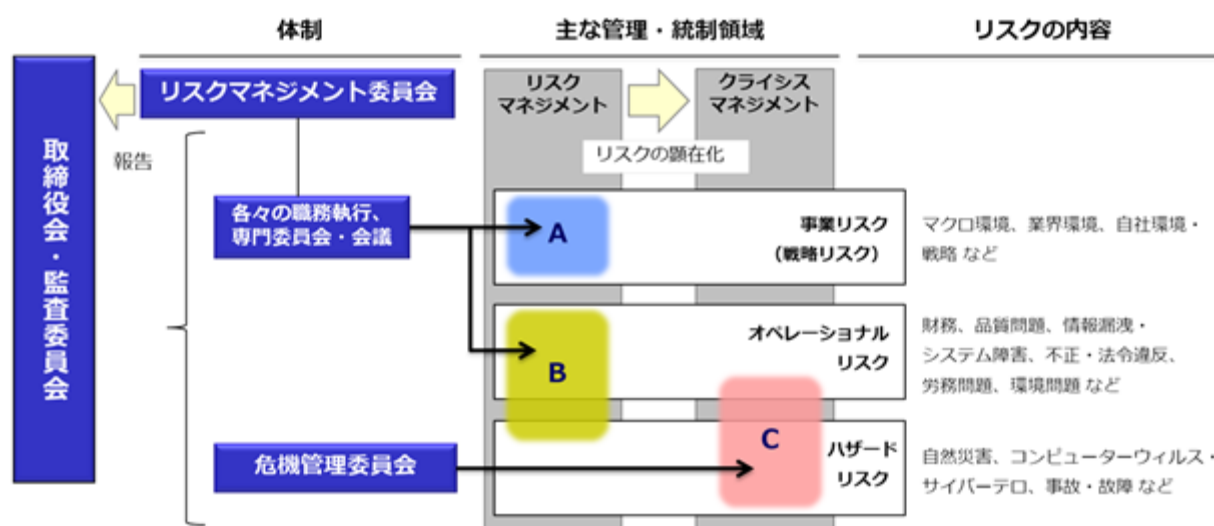 体制
主な管理・統制領域
リスクの内容
取締役会・監査委員会
報告
リスクマネジメント委員会
リスク
マネジメント
クライシス
マネジメント
リスクの顕在化
各々の職務執行、
専門委員会・会議
A
事業リスク
(戦略リスク)
マクロ環境、業界環境、自社環境・
戦略 など
B
オペレーショナル
リスク
財務、品質問題、情報漏洩・
システム障害、不正・法令違反、
労務問題、環境問題 など
危機管理委員会
C
ハザード
リスク
自然災害、コンピューターウィルス・
サイバーテロ、事故・故障 など